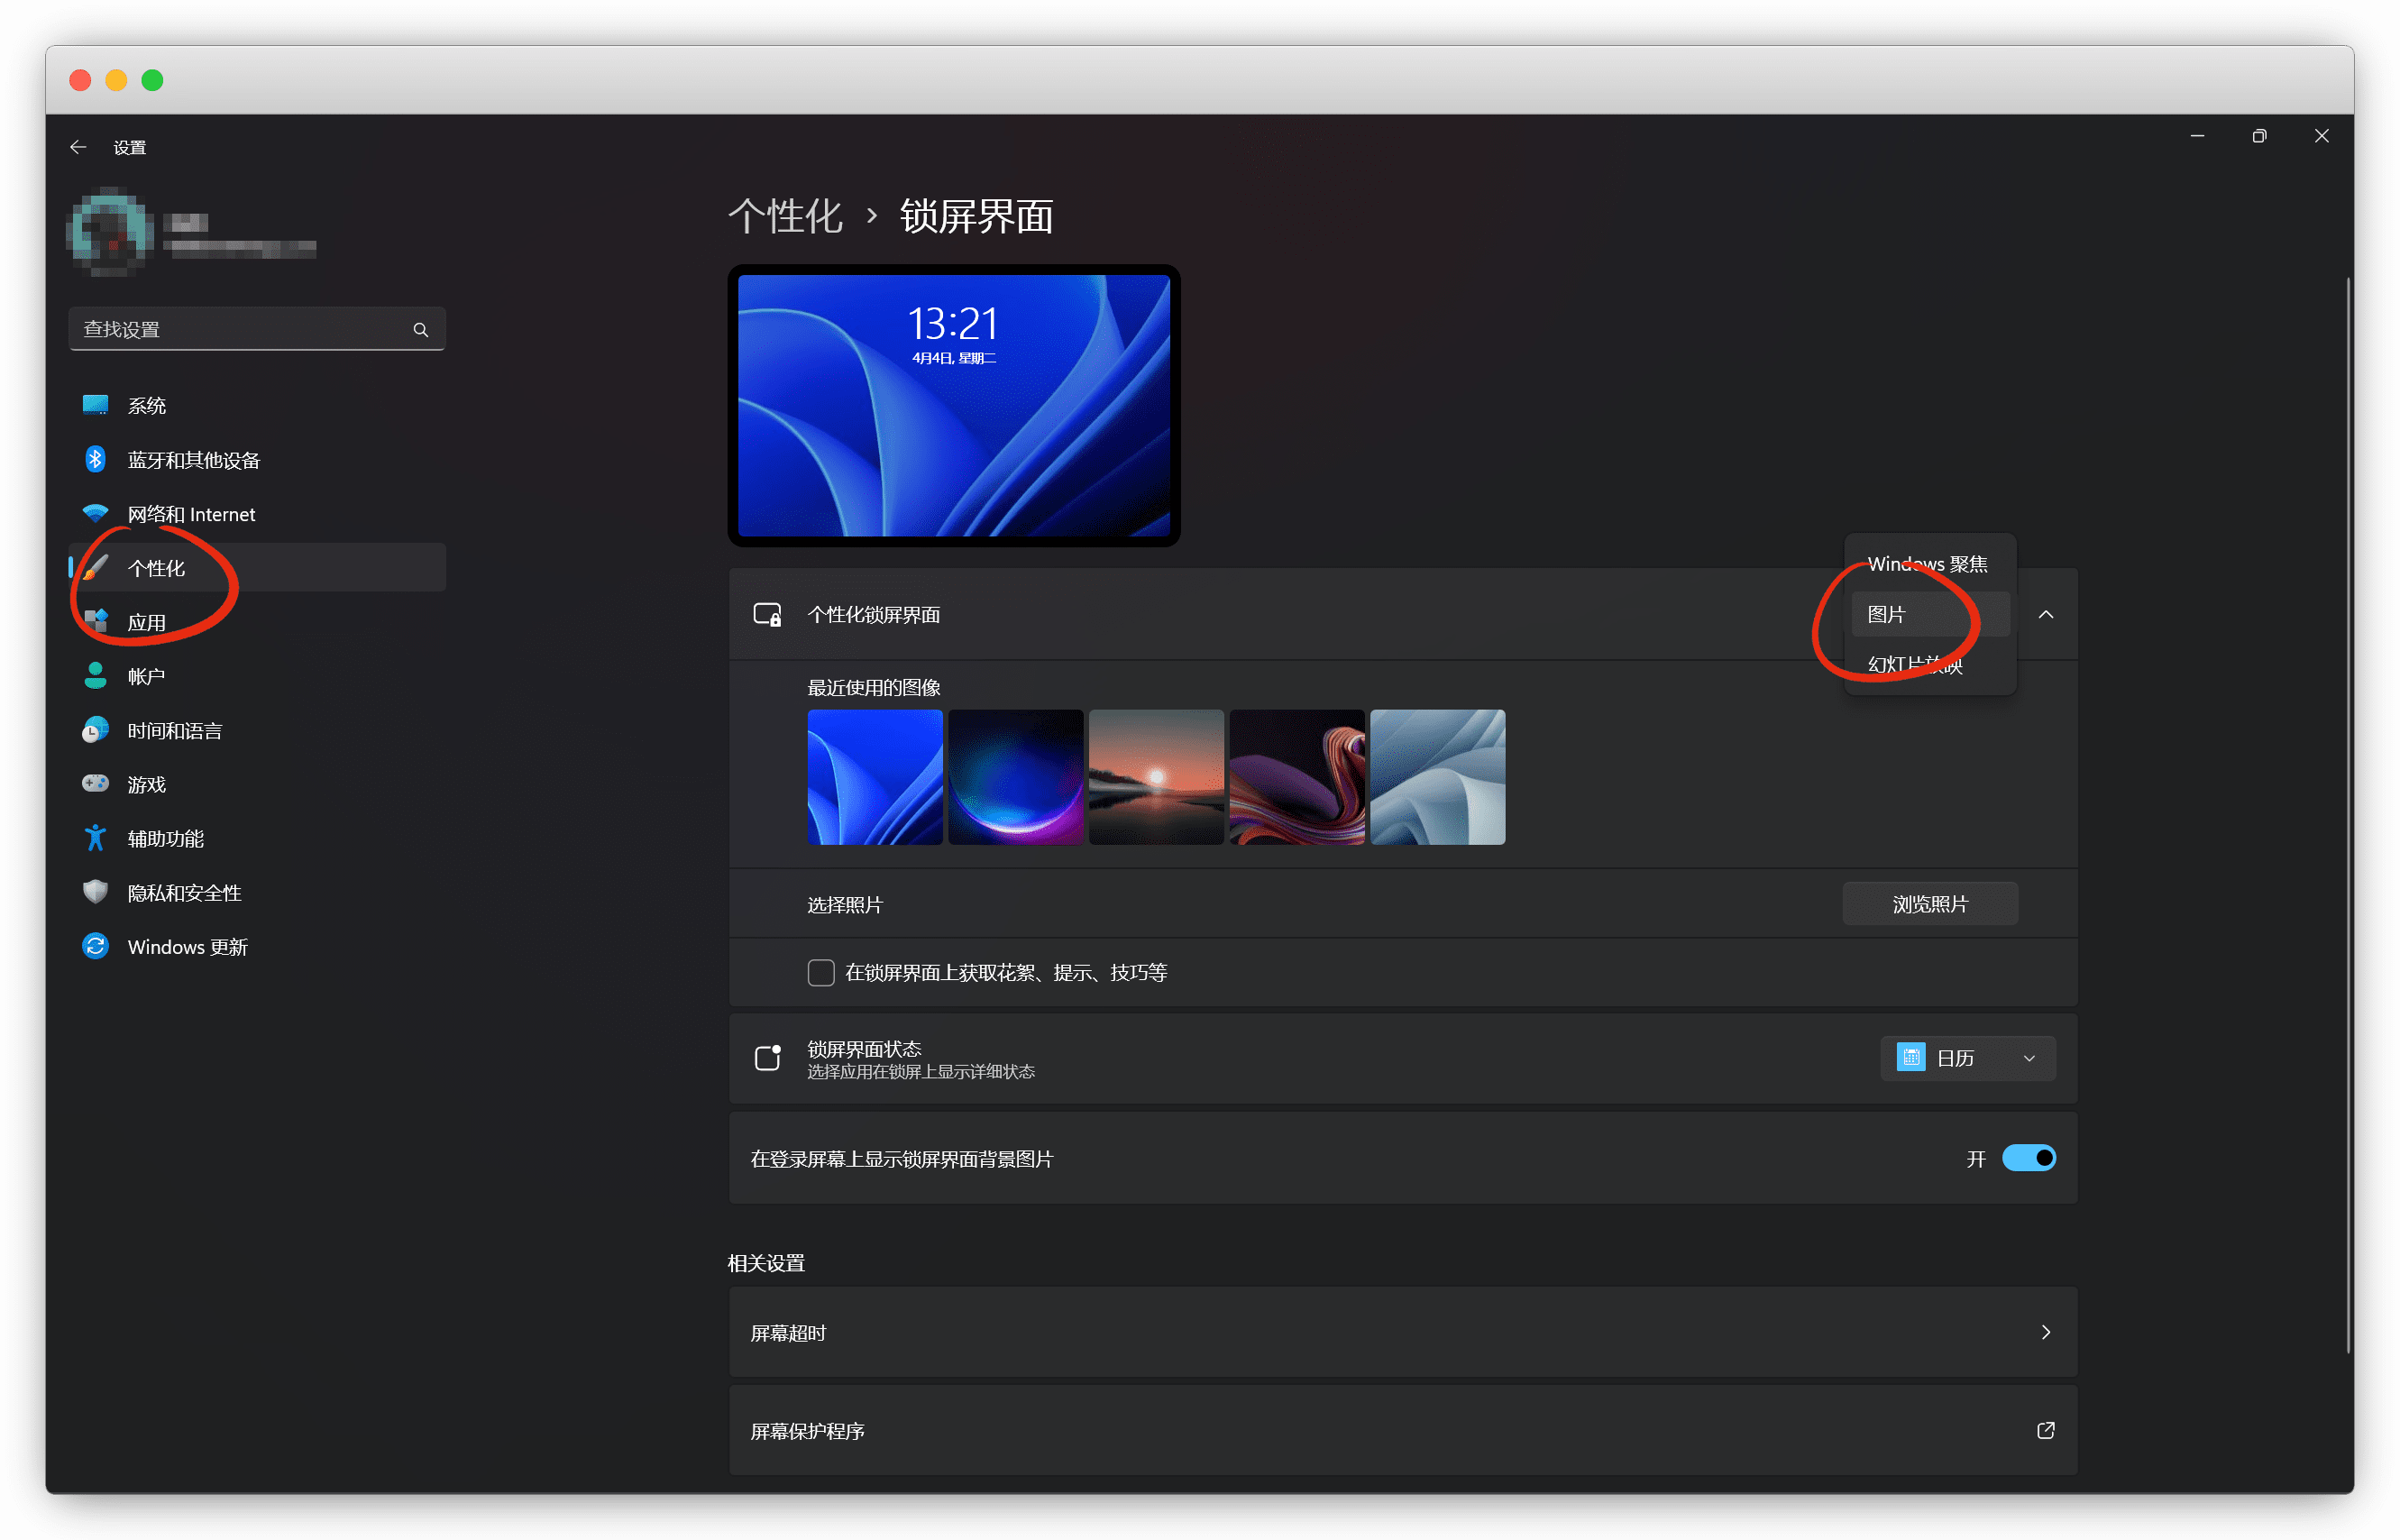 设置
查找设置
系统
蓝牙和其他设备
网络和 Internet
个性化
应用
帐户
时间和语言
游戏
辅助功能
隐私和安全性
Windows 更新
个性化 › 锁屏界面
13:21
4月4日, 星期二
个性化锁屏界面
Windows 聚焦
图片
幻灯片放映
最近使用的图像
选择照片
浏览照片
在锁屏界面上获取花絮、提示、技巧等
锁屏界面状态
选择应用在锁屏上显示详细状态
日历
在登录屏幕上显示锁屏界面背景图片
开
相关设置
屏幕超时
屏幕保护程序